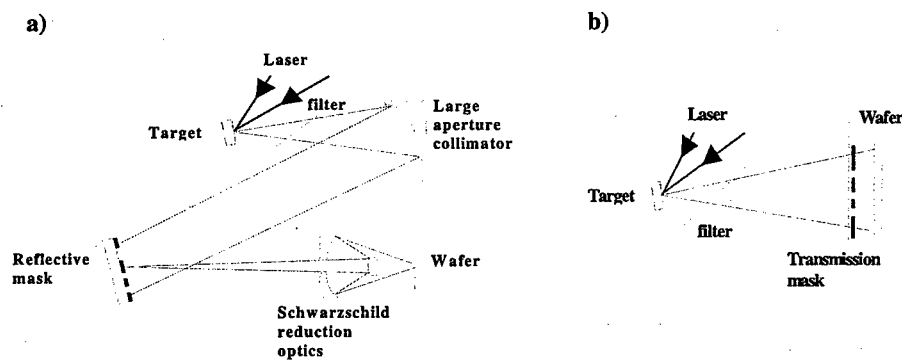 a)
Laser
filter
Target
Large
aperture
collimator
Reflective
mask
Wafer
Schwarzschild
reduction
optics
b)
Wafer
Laser
Target
filter
Transmission
mask